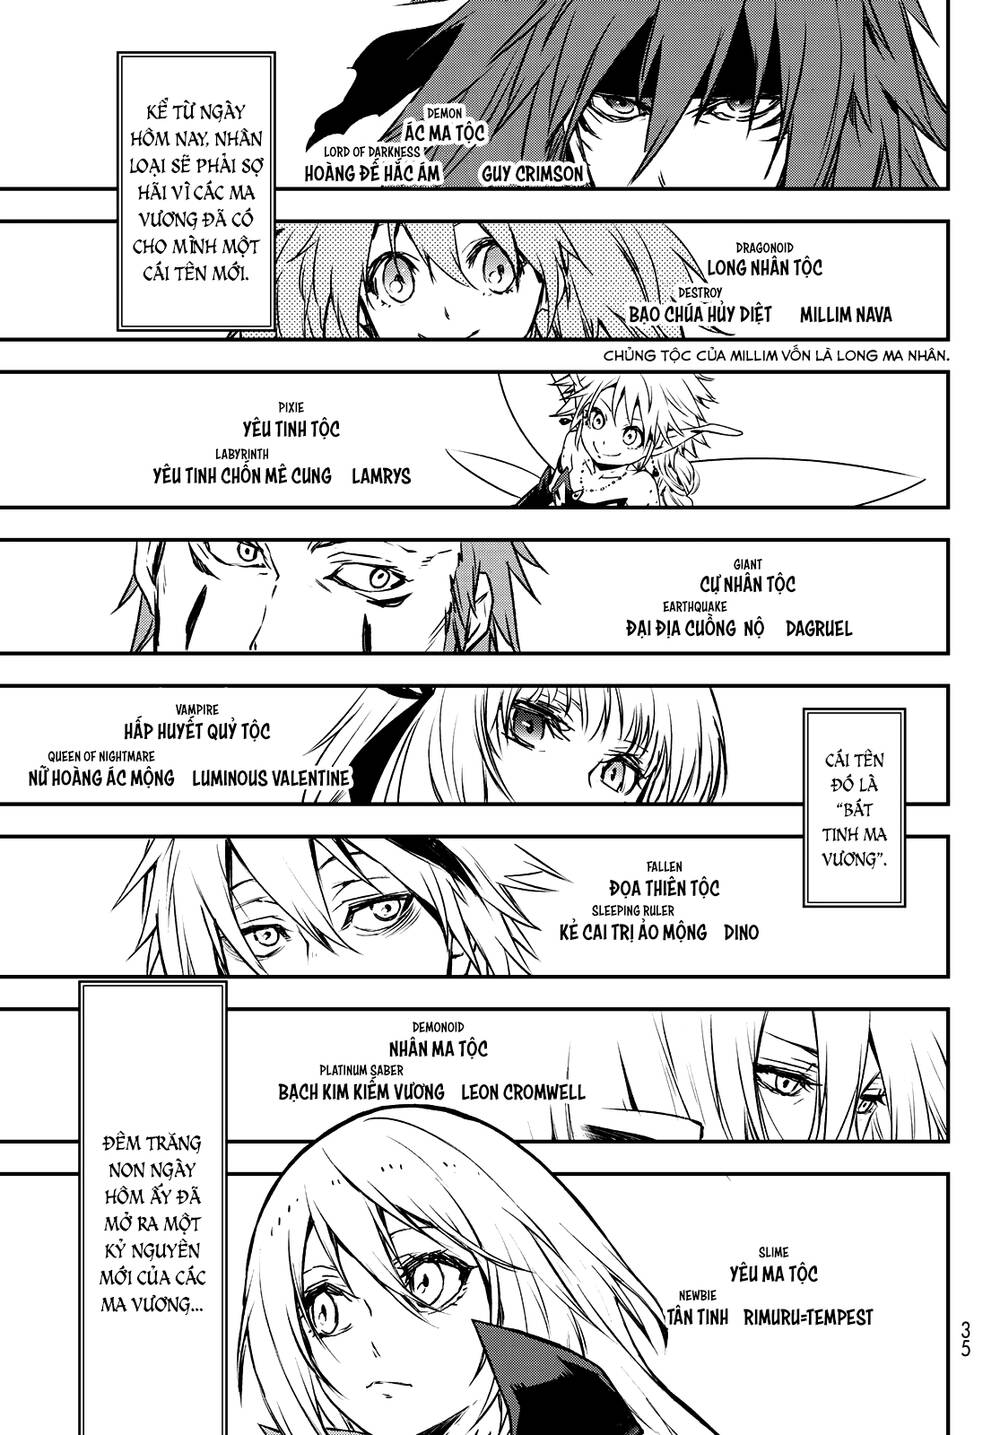 KỂ TỪ NGÀY
HÔM NAY, NHÂN
LOẠI SẼ PHẢI SỢ
HÃI VÌ CÁC MA
VƯƠNG ĐÃ CÓ
CHO MÌNH MỘT
CÁI TÊN MỚI.
DEMON
ÁC MA TỘC
LORD OF DARKNESS
HOÀNG ĐẾ HẮC ÁM GUY CRIMSON
DRAGONOID
LONG NHÂN TỘC
DESTROY
BẠO CHÚA HỦY DIỆT MILLIM NAVA
CHỦNG TỘC CỦA MILLIM VỐN LÀ LONG MA NHÂN.
PIXIE
YÊU TINH TỘC
LABYRINTH
YÊU TINH CHỐN MÊ CUNG LAMRYS
GIANT
CỰ NHÂN TỘC
EARTHQUAKE
ĐẠI ĐỊA CUỒNG NỘ DAGRUEL
VAMPIRE
HẤP HUYẾT QUỶ TỘC
QUEEN OF NIGHTMARE
NỮ HOÀNG ÁC MỘNG LUMINOUS VALENTINE
CÁI TÊN
ĐÓ LÀ
"BÁT
TINH MA
VƯƠNG".
FALLEN
ĐỌA THIÊN TỘC
SLEEPING RULER
KẺ CAI TRỊ ẢO MỘNG DINO
DEMONOID
NHÂN MA TỘC
PLATINUM SABER
BẠCH KIM KIẾM VƯƠNG LEON CROMWELL
ĐÊM TRĂNG
NON NGÀY
HÔM ẤY ĐÃ
MỞ RA MỘT
KỶ NGUYÊN
MỚI CỦA CÁC
MA VƯƠNG...
SLIME
YÊU MA TỘC
NEWBIE
TÂN TINH RIMURU=TEMPEST
35